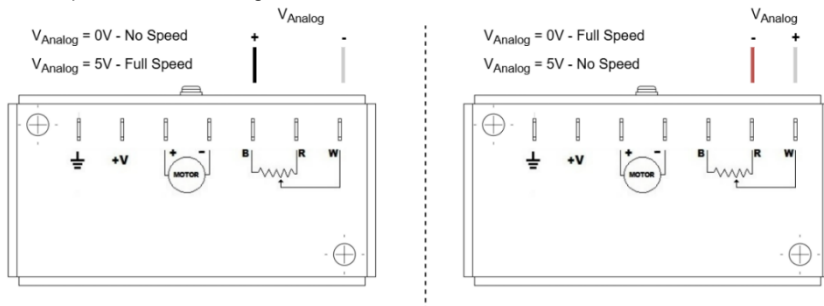 V_Analog
V_Analog = 0V - No Speed
+ -
V_Analog = 5V - Full Speed
+V + - B R W
MOTOR
V_Analog
V_Analog = 0V - Full Speed
- +
V_Analog = 5V - No Speed
+V + - B R W
MOTOR